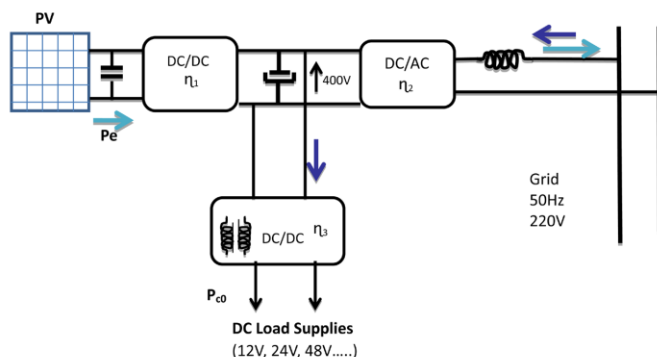 PV
DC/DC
η1
400V
DC/AC
η2
Pe
Grid
50Hz
220V
DC/DC
η3
Pc0
DC Load Supplies
(12V, 24V, 48V.....)